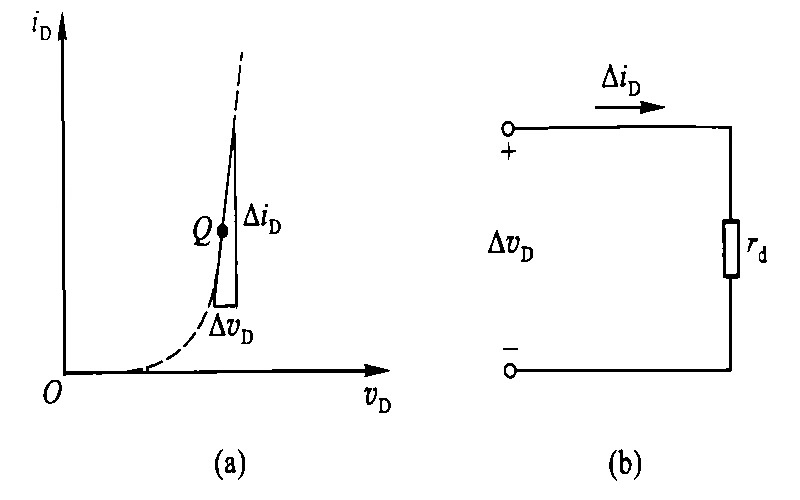 i_D
Q
Δi_D
Δv_D
O
v_D
(a)
Δi_D
+
Δv_D
r_d
−
(b)